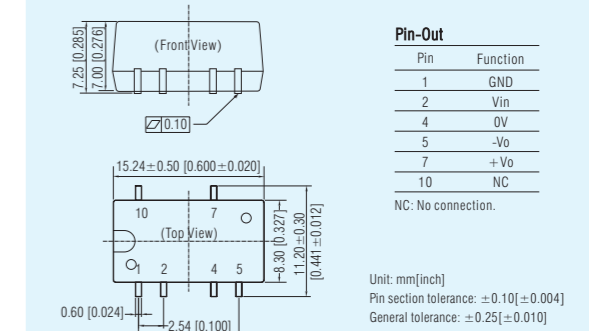 7.25 [0.285]
7.00 [0.276]
(Front View)
0.10
15.24±0.50 [0.600±0.020]
10
7
(Top View)
1
2
4
5
8.30 [0.327]
11.20±0.30
[0.441±0.012]
0.60 [0.024]
2.54 [0.100]
Pin-Out
Pin Function
1 GND
2 Vin
4 0V
5 -Vo
7 +Vo
10 NC
NC: No connection.
Unit: mm[inch]
Pin section tolerance: ±0.10[±0.004]
General tolerance: ±0.25[±0.010]